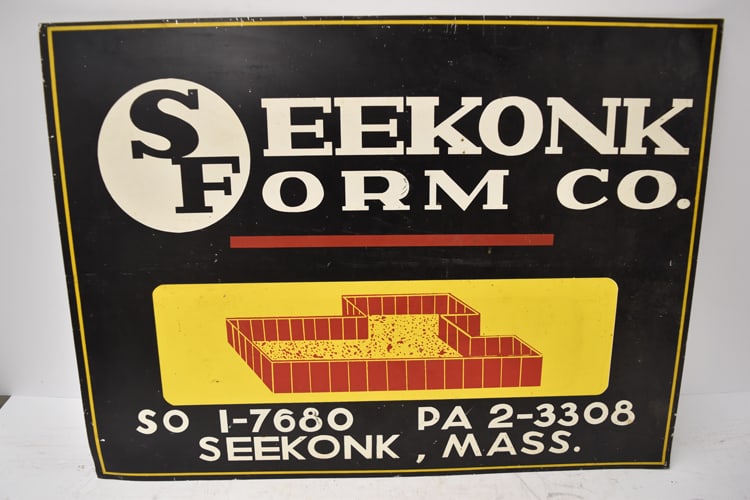 SEEKONK
FORM CO.
SO 1-7680 PA 2-3308
SEEKONK, MASS.